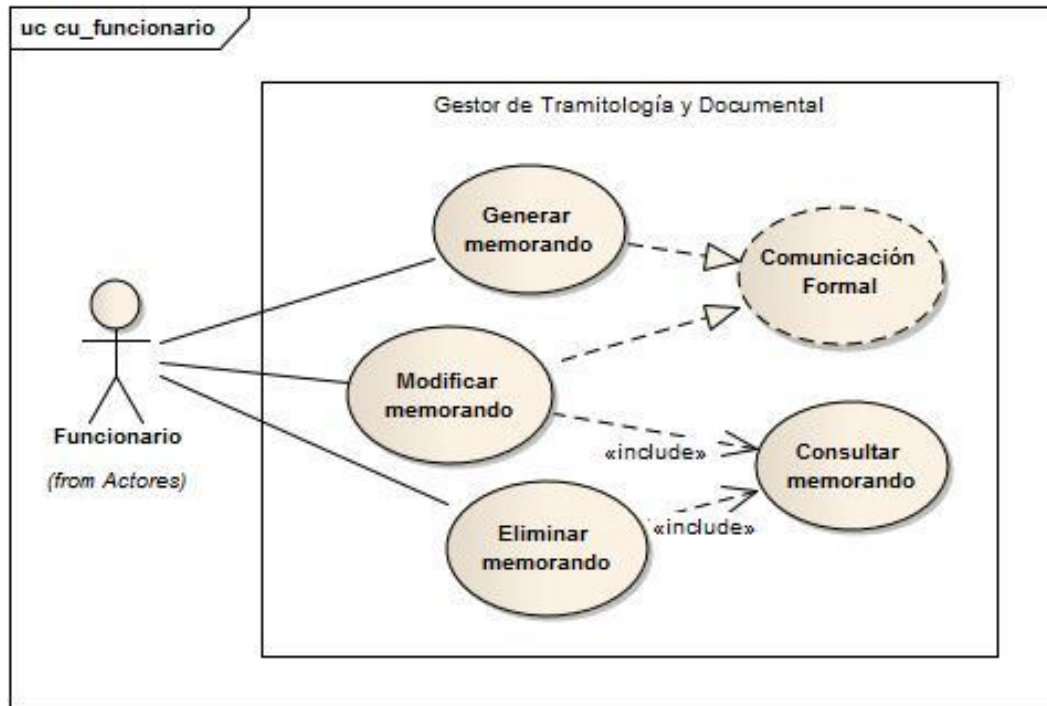 uc cu_funcionario
Gestor de Tramitología y Documental
Generar
memorando
Comunicación
Formal
Modificar
memorando
Funcionario
(from Actores)
«include»
Consultar
memorando
«include»
Eliminar
memorando